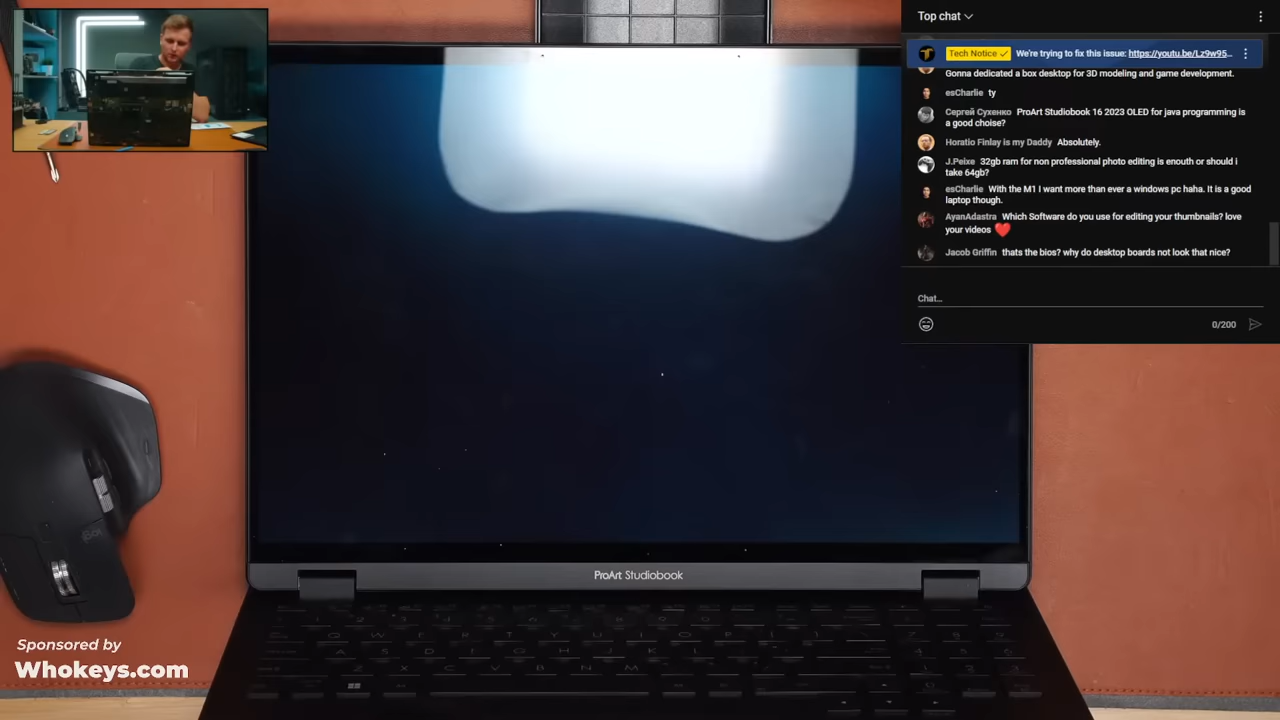 Top chat
Tech Notice We're trying to fix this issue: https://youtu.be/Lz9w95...
Gonna dedicated a box desktop for 3D modeling and game development.
esCharlie ty
Сергей Сухенко ProArt Studiobook 16 2023 OLED for java programming is
a good choise?
Horatio Finlay is my Daddy Absolutely.
J.Peixe 32gb ram for non professional photo editing is enouth or should i
take 64gb?
esCharlie With the M1 I want more than ever a windows pc haha. It is a good
laptop though.
AyanAdastra Which Software do you use for editing your thumbnails? love
your videos ❤️
Jacob Griffin thats the bios? why do desktop boards not look that nice?
Chat...
0/200
ProArt Studiobook
Sponsored by
Whokeys.com